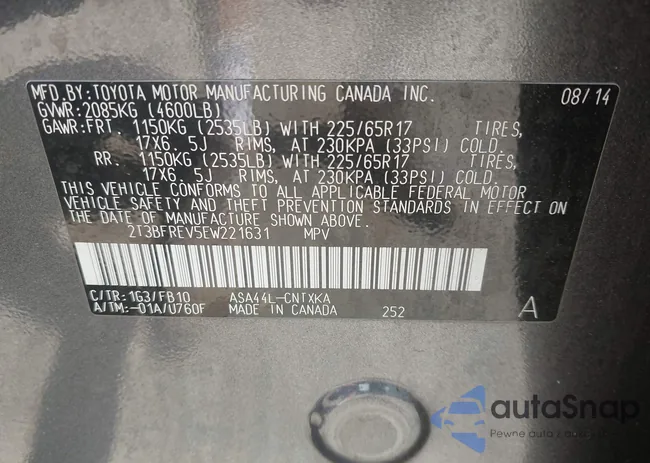 MFD.BY:TOYOTA MOTOR MANUFACTURING CANADA INC. 08/14
GVWR:2085KG (4600LB)
GAWR:FRT. 1150KG (2535LB) WITH 225/65R17 TIRES,
17X6. 5J RIMS, AT 230KPA (33PSI) COLD.
RR. 1150KG (2535LB) WITH 225/65R17 TIRES,
17X6. 5J RIMS, AT 230KPA (33PSI) COLD.
THIS VEHICLE CONFORMS TO ALL APPLICABLE FEDERAL MOTOR
VEHICLE SAFETY AND THEFT PREVENTION STANDARDS IN EFFECT ON
THE DATE OF MANUFACTURE SHOWN ABOVE.
2T3BFREV5EW221631 MPV
C/TR:1G3/FB10 ASA44L-CNTXKA
A/TM:-01A/U760F MADE IN CANADA 252 A
autaSnap
Pewne auta z aukcji